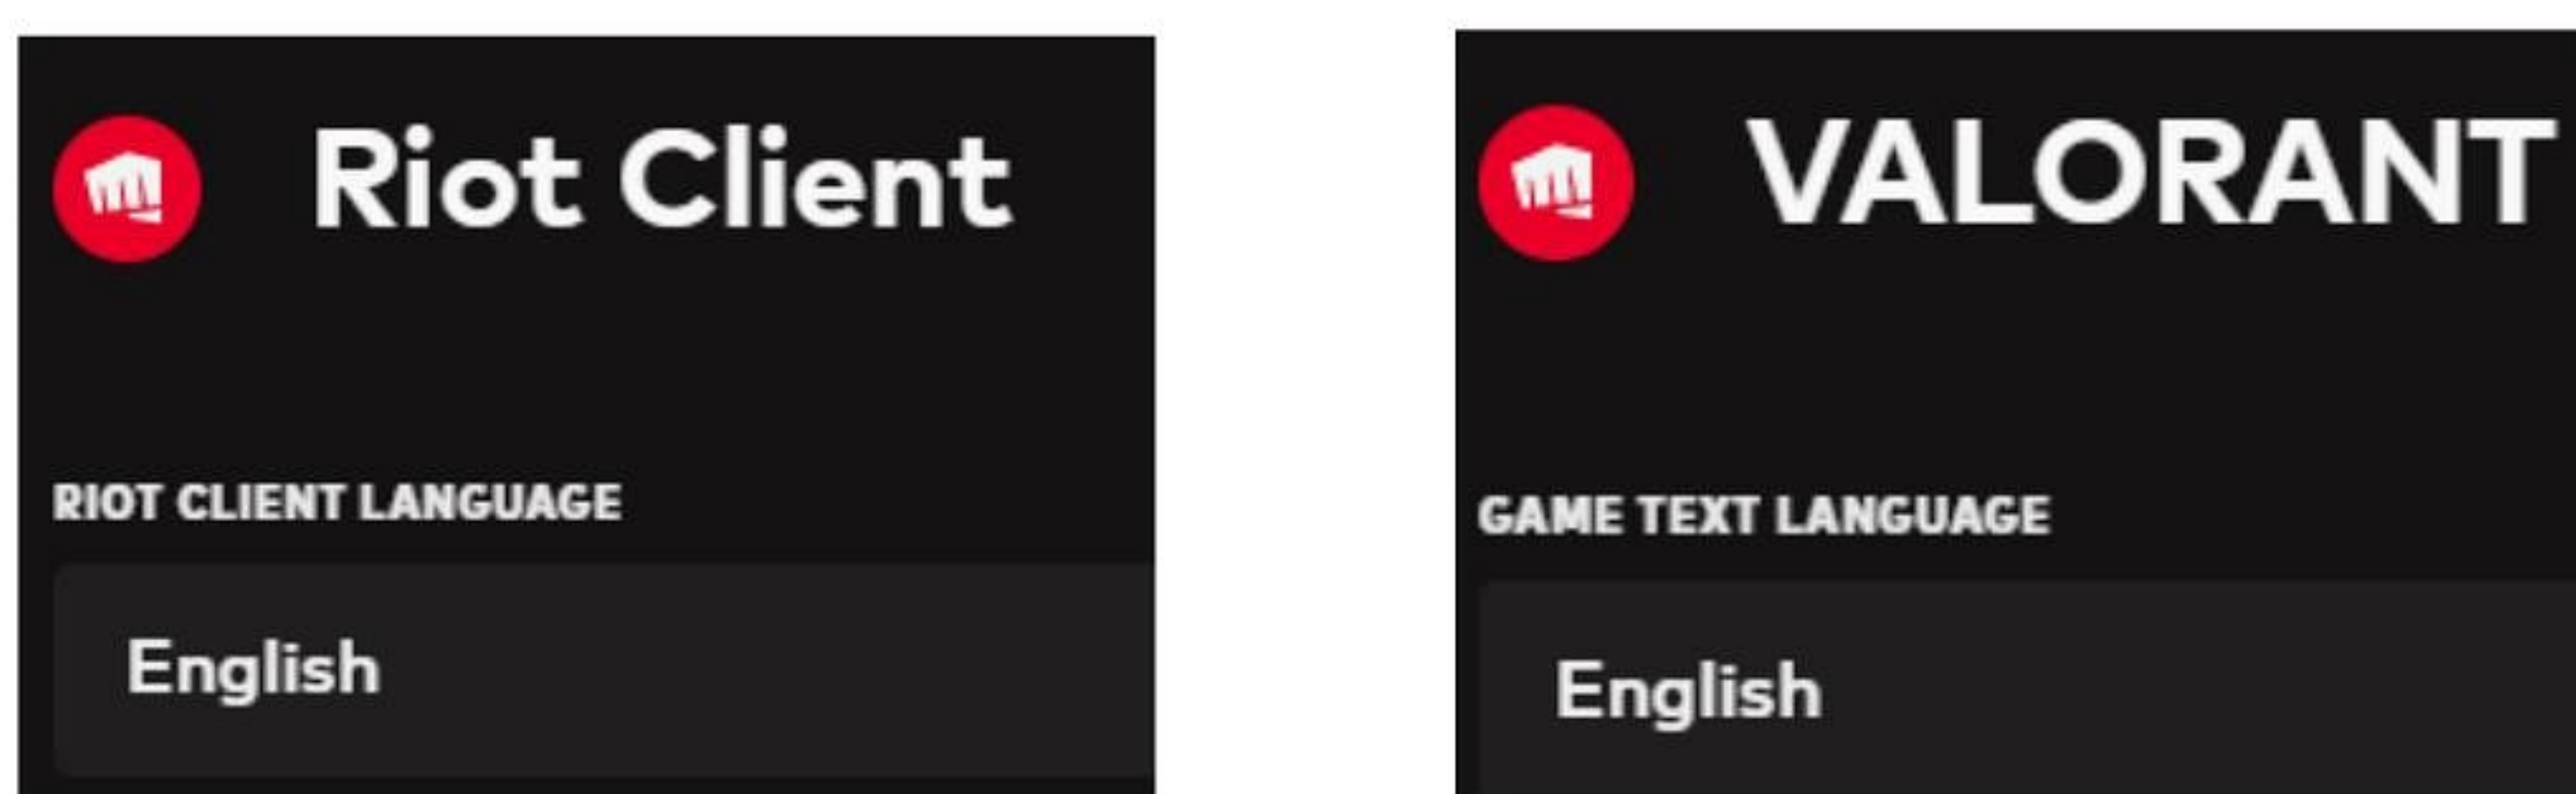 Riot Client
RIOT CLIENT LANGUAGE
English
VALORANT
GAME TEXT LANGUAGE
English